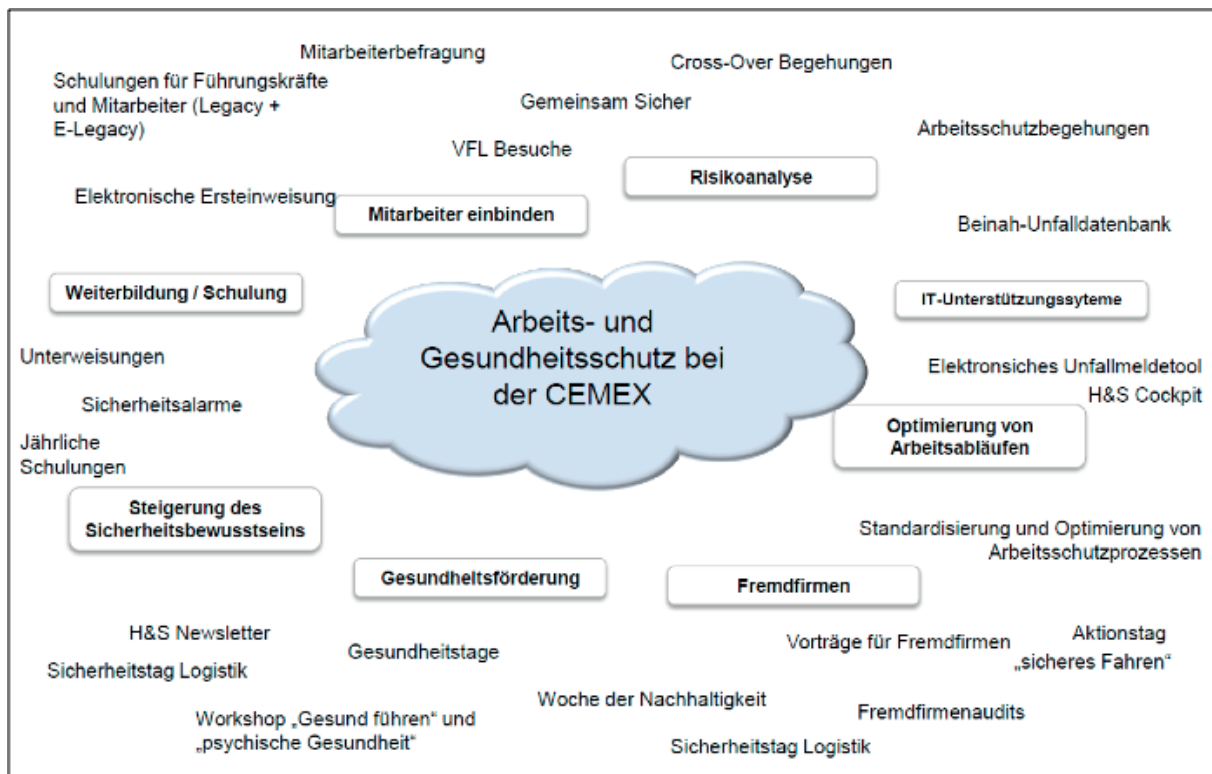 Mitarbeiterbefragung
Cross-Over Begehungen
Schulungen für Führungskräfte
und Mitarbeiter (Legacy +
E-Legacy)
Gemeinsam Sicher
Arbeitsschutzbegehungen
VFL Besuche
Risikoanalyse
Elektronische Ersteinweisung
Mitarbeiter einbinden
Beinah-Unfalldatenbank
Weiterbildung / Schulung
IT-Unterstützungssyteme
Arbeits- und
Gesundheitsschutz bei
der CEMEX
Unterweisungen
Elektronsiches Unfallmeldetool
H&S Cockpit
Sicherheitsalarme
Jährliche
Schulungen
Optimierung von
Arbeitsabläufen
Steigerung des
Sicherheitsbewusstseins
Standardisierung und Optimierung von
Arbeitsschutzprozessen
Gesundheitsförderung
Fremdfirmen
H&S Newsletter
Sicherheitstag Logistik
Gesundheitstage
Vorträge für Fremdfirmen
Aktionstag
„sicheres Fahren“
Woche der Nachhaltigkeit
Fremdfirmenaudits
Workshop „Gesund führen“ und
„psychische Gesundheit“
Sicherheitstag Logistik